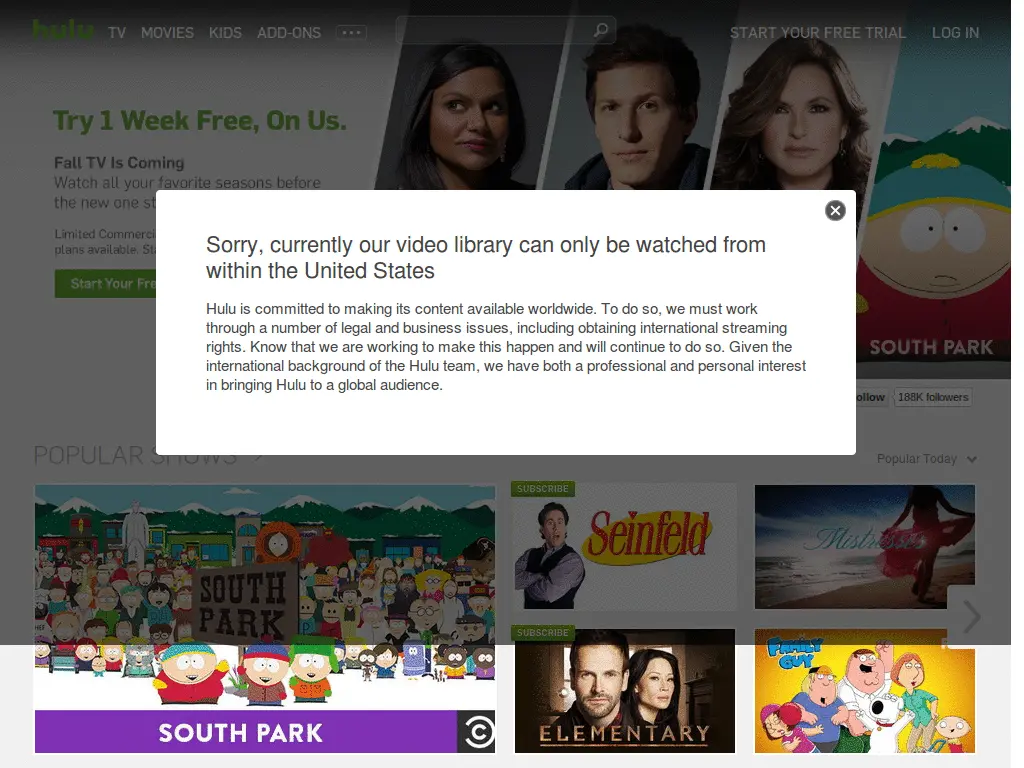 hulu TV MOVIES KIDS ADD-ONS START YOUR FREE TRIAL LOG IN
Try 1 Week Free, On Us.
Fall TV Is Coming
Watch all your favorite seasons before
the new one st
Limited Commerci
plans available. St
Start Your Fre
Sorry, currently our video library can only be watched from
within the United States
Hulu is committed to making its content available worldwide. To do so, we must work
through a number of legal and business issues, including obtaining international streaming
rights. Know that we are working to make this happen and will continue to do so. Given the
international background of the Hulu team, we have both a professional and personal interest
in bringing Hulu to a global audience.
SOUTH PARK
ollow 188K followers
POPULAR SHOWS
Popular Today
SOUTH
PARK
SOUTH PARK
SUBSCRIBE
Seinfeld
Mistresses
SUBSCRIBE
ELEMENTARY
FAMILY
GUY